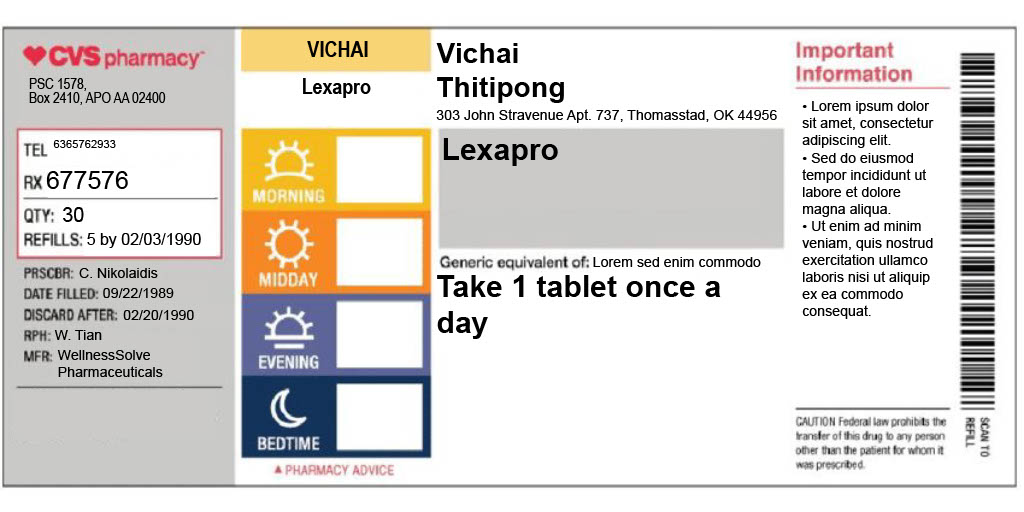 CVS pharmacy
PSC 1578,
Box 2410, APO AA 02400
TEL 6365762933
RX 677576
QTY: 30
REFILLS: 5 by 02/03/1990
PRSCBR: C. Nikolaidis
DATE FILLED: 09/22/1989
DISCARD AFTER: 02/20/1990
RPH: W. Tian
MFR: WellnessSolve
Pharmaceuticals
VICHAI
Lexapro
MORNING
MIDDAY
EVENING
BEDTIME
▲ PHARMACY ADVICE
Vichai
Thitipong
303 John Stravenue Apt. 737, Thomasstad, OK 44956
Lexapro
Generic equivalent of: Lorem sed enim commodo
Take 1 tablet once a
day
Important
Information
• Lorem ipsum dolor
sit amet, consectetur
adipiscing elit.
• Sed do eiusmod
tempor incididunt ut
labore et dolore
magna aliqua.
• Ut enim ad minim
veniam, quis nostrud
exercitation ullamco
laboris nisi ut aliquip
ex ea commodo
consequat.
CAUTION Federal law prohibits the
transfer of this drug to any person
other than the patient for whom it
was prescribed.
SCAN TO
REFILL